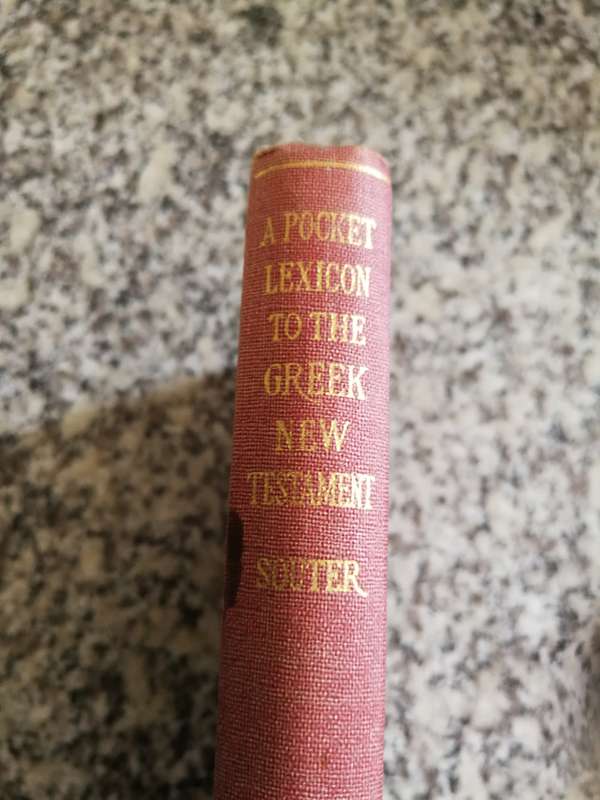 A POCKET
LEXICON
TO THE
GREEK
NEW
TESTAMENT
SOUTER